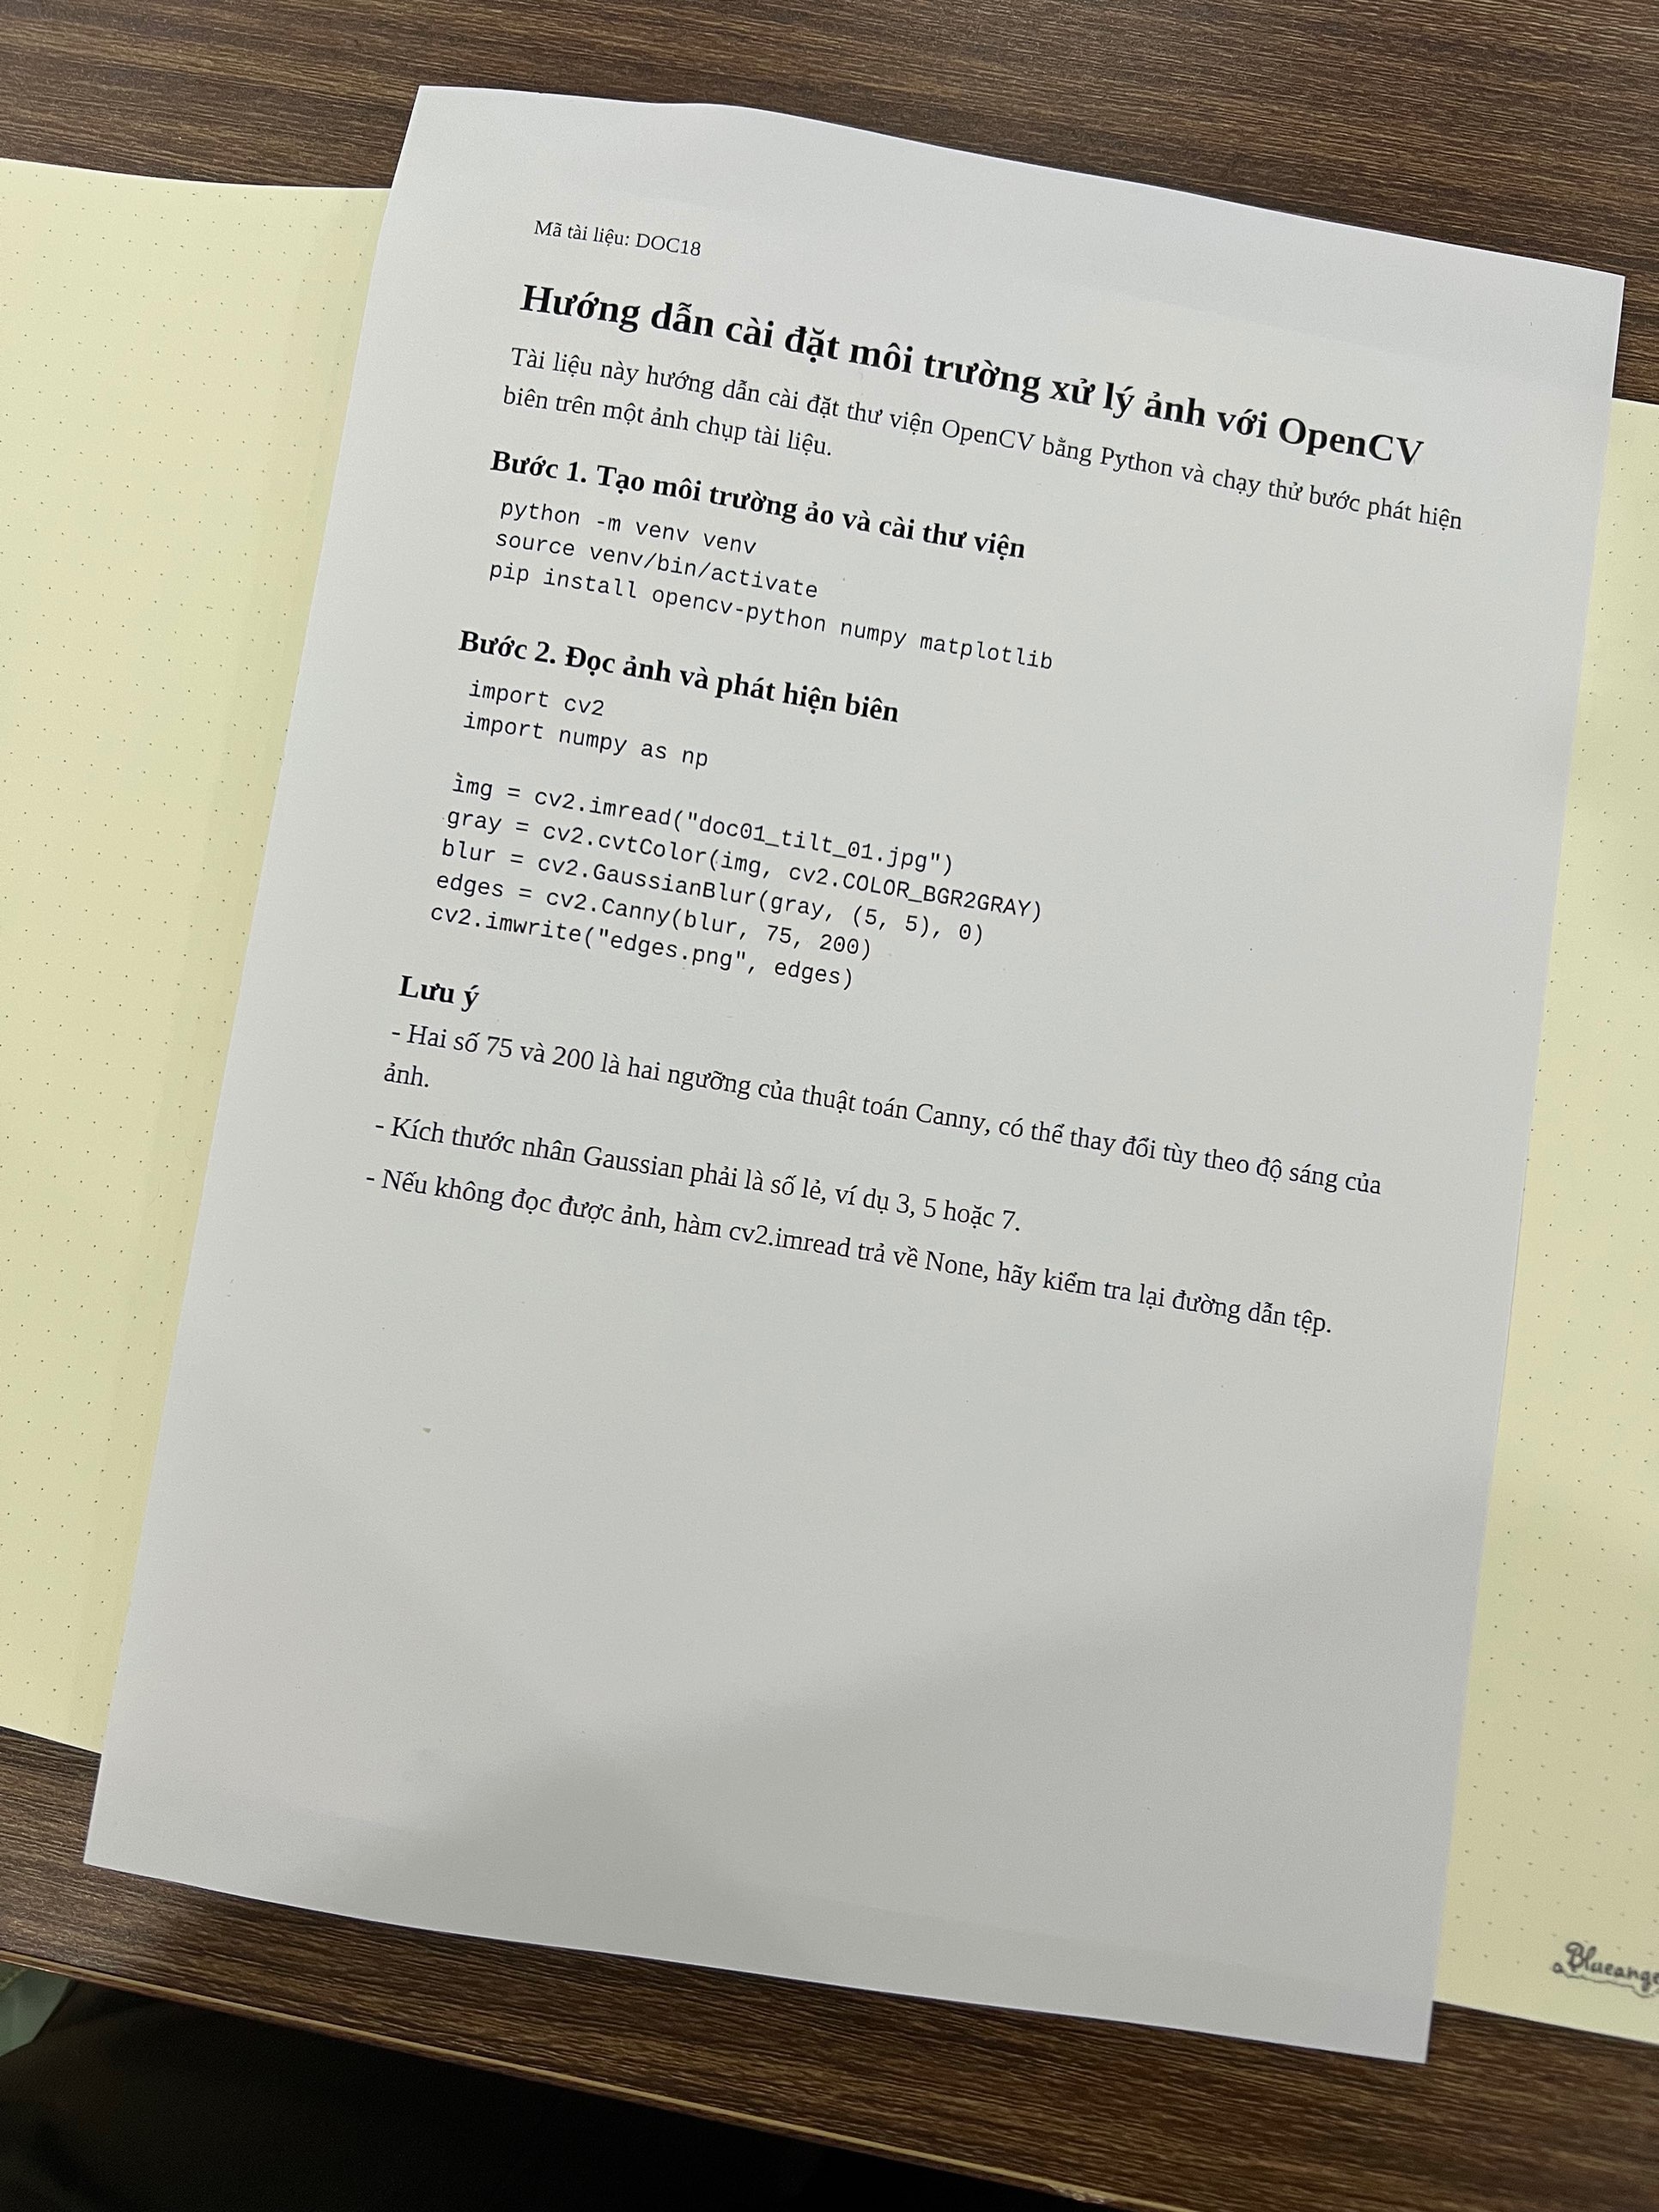 Mã tài liệu: DOC18
Hướng dẫn cài đặt môi trường xử lý ảnh với OpenCV
Tài liệu này hướng dẫn cài đặt thư viện OpenCV bằng Python và chạy thử bước phát hiện
biên trên một ảnh chụp tài liệu.
Bước 1. Tạo môi trường ảo và cài thư viện
python -m venv venv
source venv/bin/activate
pip install opencv-python numpy matplotlib
Bước 2. Đọc ảnh và phát hiện biên
import cv2
import numpy as np
img = cv2.imread("doc01_tilt_01.jpg")
gray = cv2.cvtColor(img, cv2.COLOR_BGR2GRAY)
blur = cv2.GaussianBlur(gray, (5, 5), 0)
edges = cv2.Canny(blur, 75, 200)
cv2.imwrite("edges.png", edges)
Lưu ý
- Hai số 75 và 200 là hai ngưỡng của thuật toán Canny, có thể thay đổi tùy theo độ sáng của
ảnh.
- Kích thước nhân Gaussian phải là số lẻ, ví dụ 3, 5 hoặc 7.
- Nếu không đọc được ảnh, hàm cv2.imread trả về None, hãy kiểm tra lại đường dẫn tệp.